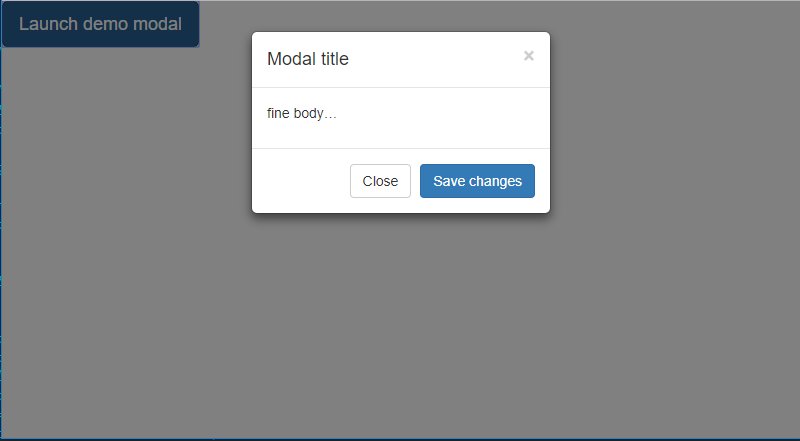 Launch demo modal
Modal title ×
fine body…
Close Save changes